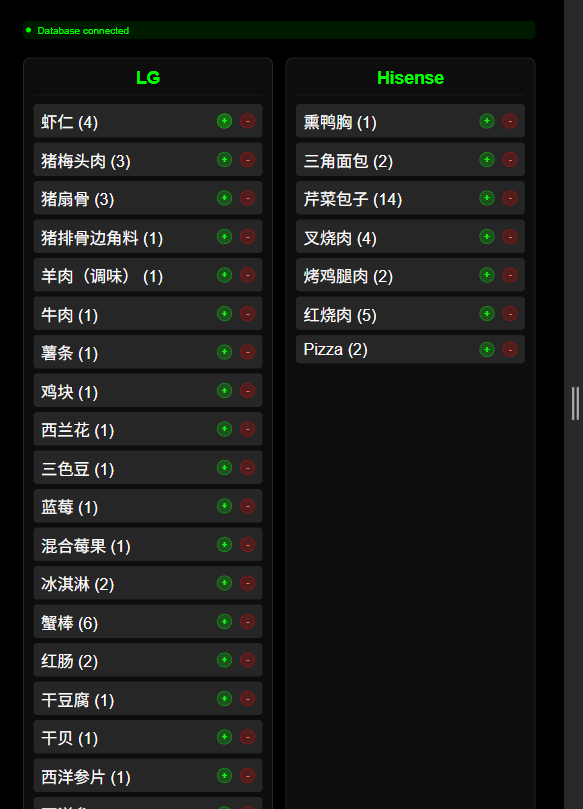 Database connected
LG
虾仁 (4)
+
-
猪梅头肉 (3)
+
-
猪扇骨 (3)
+
-
猪排骨边角料 (1)
+
-
羊肉（调味） (1)
+
-
牛肉 (1)
+
-
薯条 (1)
+
-
鸡块 (1)
+
-
西兰花 (1)
+
-
三色豆 (1)
+
-
蓝莓 (1)
+
-
混合莓果 (1)
+
-
冰淇淋 (2)
+
-
蟹棒 (6)
+
-
红肠 (2)
+
-
干豆腐 (1)
+
-
干贝 (1)
+
-
西洋参片 (1)
+
-
Hisense
熏鸭胸 (1)
+
-
三角面包 (2)
+
-
芹菜包子 (14)
+
-
叉烧肉 (4)
+
-
烤鸡腿肉 (2)
+
-
红烧肉 (5)
+
-
Pizza (2)
+
-